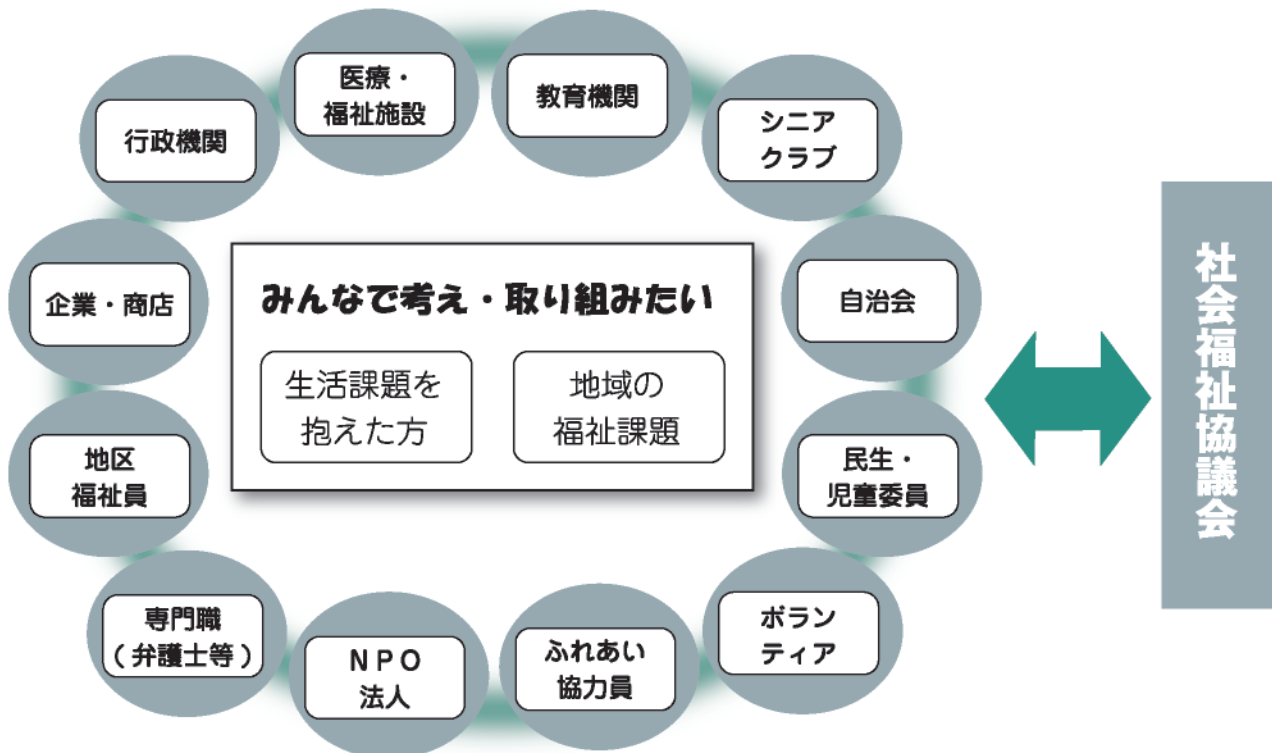 医療・
福祉施設
教育機関
シニア
クラブ
自治会
民生・
児童委員
ボラン
ティア
ふれあい
協力員
ＮＰＯ
法人
専門職
（弁護士等）
地区
福祉員
企業・商店
行政機関
みんなで考え・取り組みたい
生活課題を
抱えた方
地域の
福祉課題
社会福祉協議会